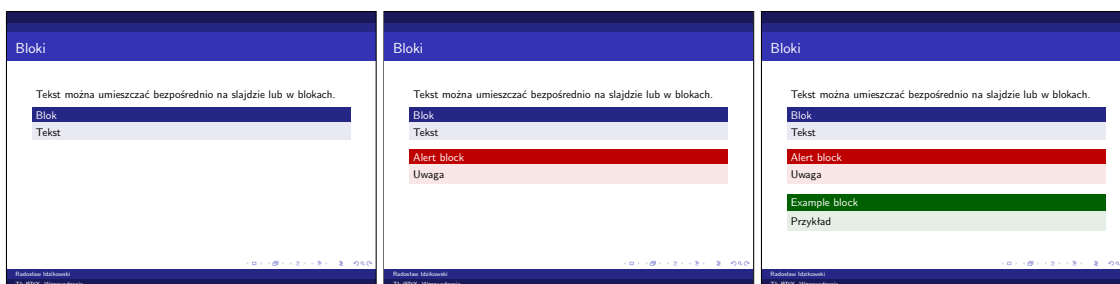 Bloki
Tekst można umieszczać bezpośrednio na slajdzie lub w blokach.
Blok
Tekst
Radosław Idzikowski
Bloki
Tekst można umieszczać bezpośrednio na slajdzie lub w blokach.
Blok
Tekst
Alert block
Uwaga
Radosław Idzikowski
Bloki
Tekst można umieszczać bezpośrednio na slajdzie lub w blokach.
Blok
Tekst
Alert block
Uwaga
Example block
Przykład
Radosław Idzikowski